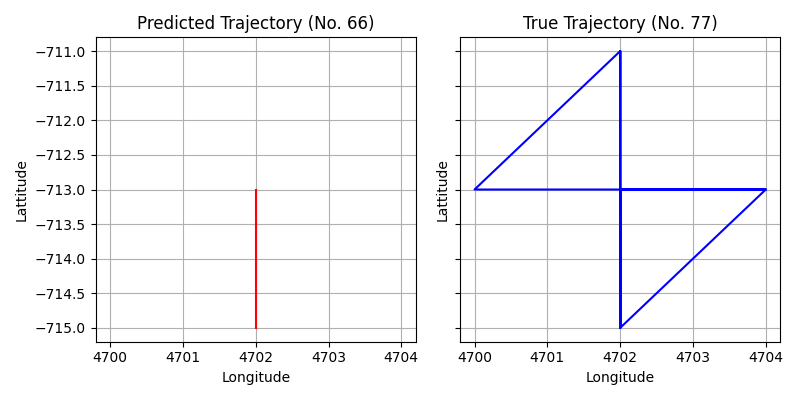 Predicted Trajectory (No. 66)
True Trajectory (No. 77)
−711.0
−711.5
−712.0
−712.5
−713.0
−713.5
−714.0
−714.5
−715.0
Lattitude
Lattitude
4700 4701 4702 4703 4704
4700 4701 4702 4703 4704
Longitude
Longitude